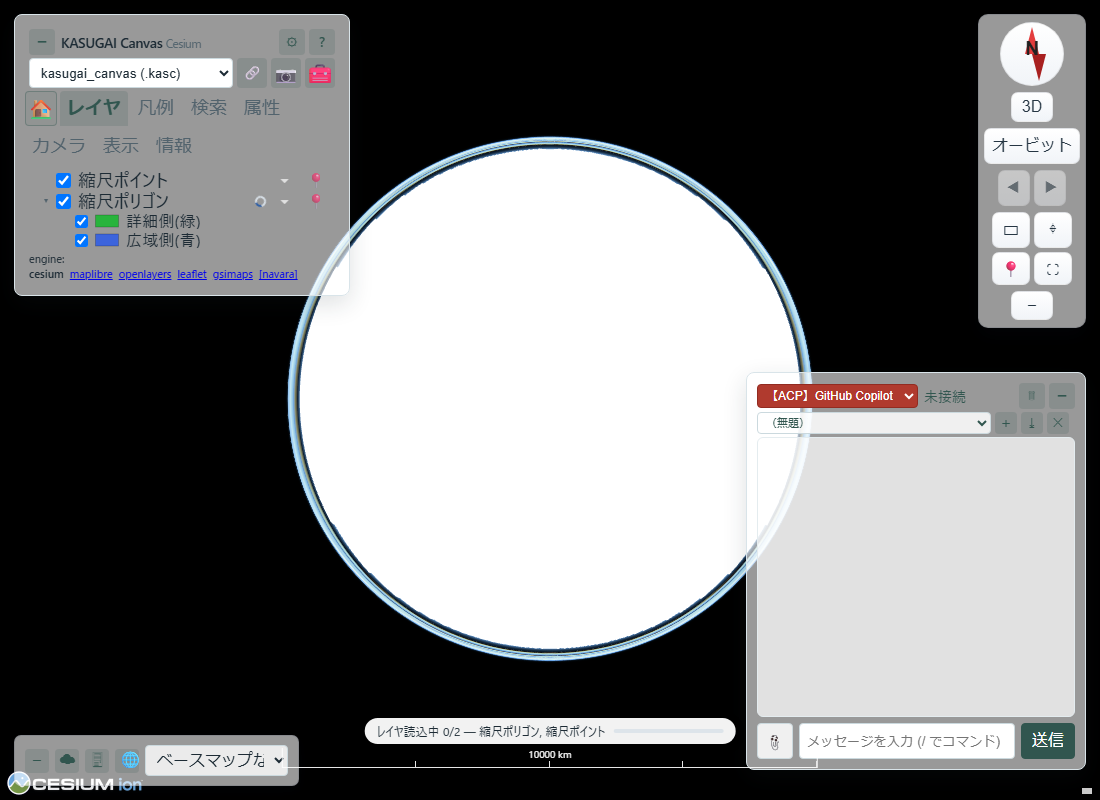 KASUGAI Canvas Cesium
?
kasugai_canvas (.kasc)
レイヤ 凡例 検索 属性
カメラ 表示 情報
縮尺ポイント
縮尺ポリゴン
詳細側(緑)
広域側(青)
engine:
cesium maplibre openlayers leaflet gsimaps [navara]
N
3D
オービット
【ACP】GitHub Copilot 未接続
（無題）
メッセージを入力 (/ でコマンド) 送信
レイヤ読込中 0/2 — 縮尺ポリゴン, 縮尺ポイント
10000 km
ベースマップな
CESIUM ion